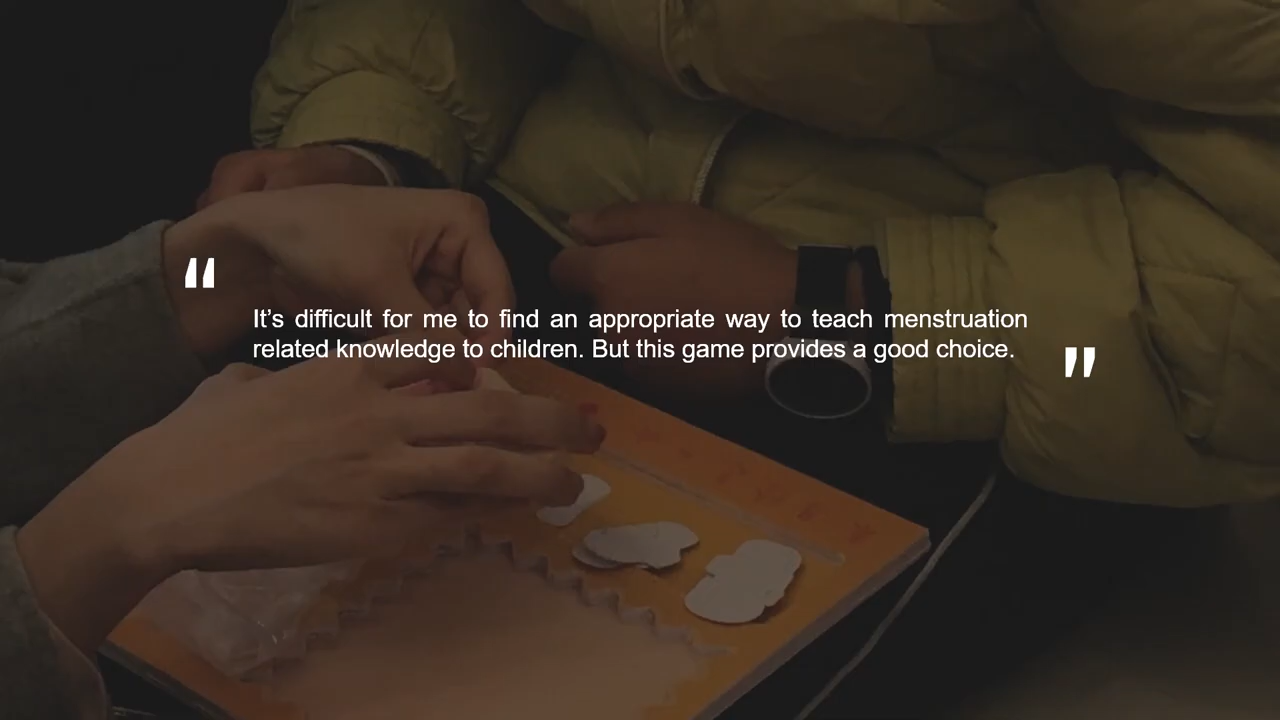 “
It’s difficult for me to find an appropriate way to teach menstruation
related knowledge to children. But this game provides a good choice.
”